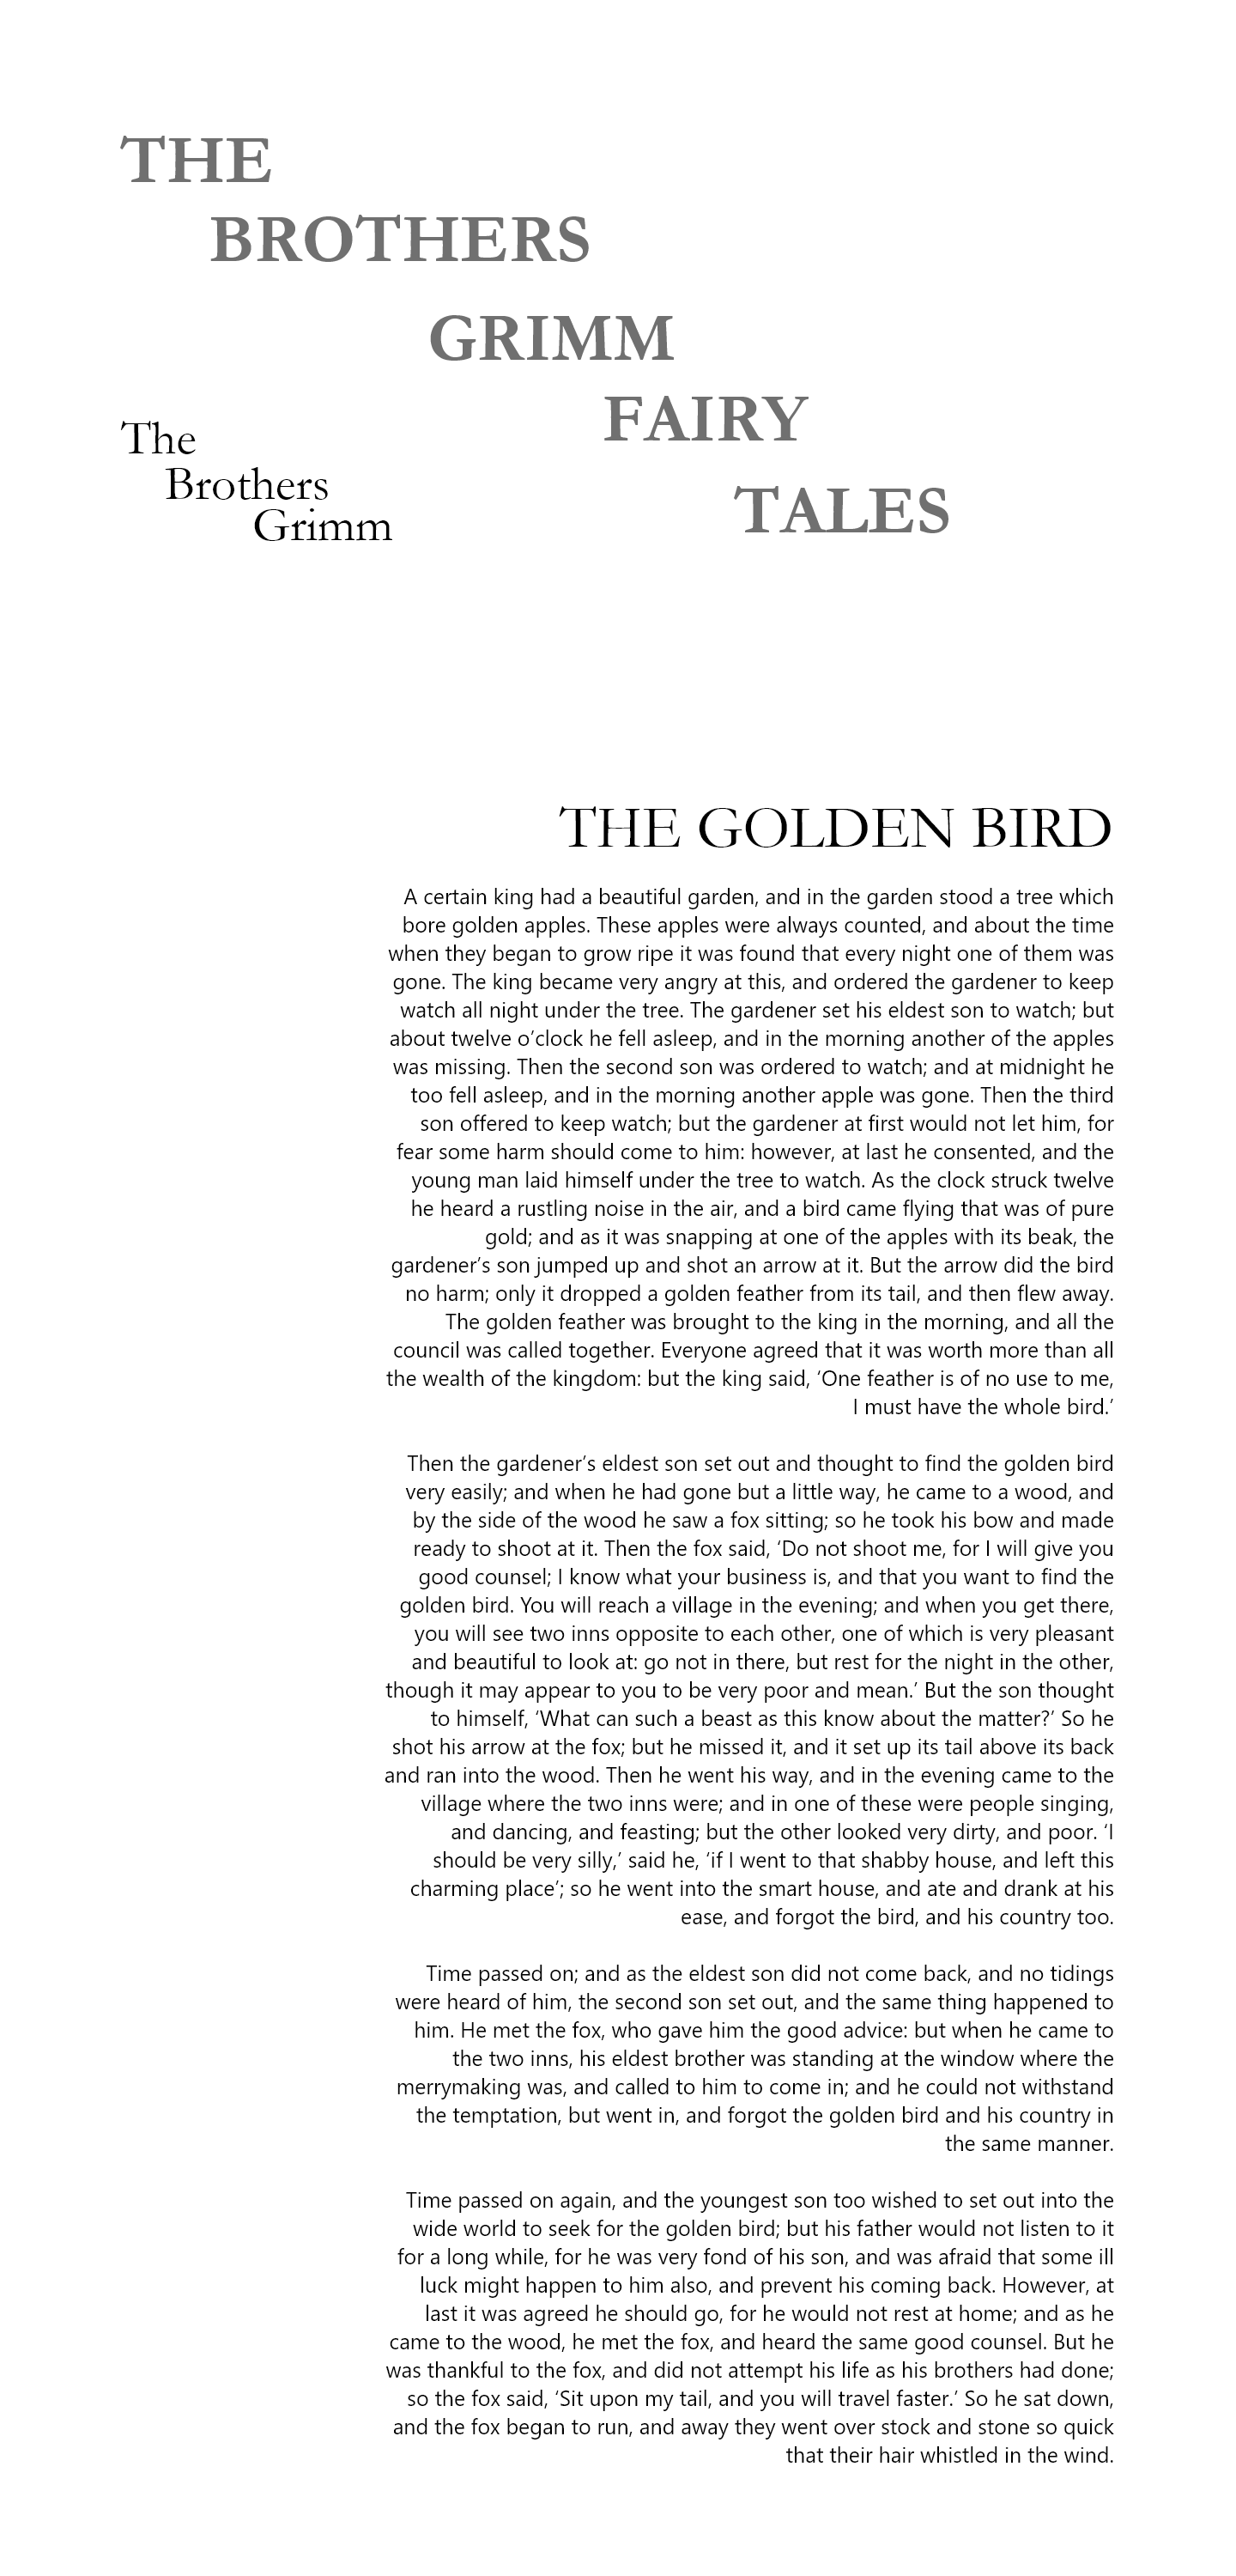 THE
BROTHERS
GRIMM
FAIRY
TALES
The
Brothers
Grimm
THE GOLDEN BIRD
A certain king had a beautiful garden, and in the garden stood a tree which
bore golden apples. These apples were always counted, and about the time
when they began to grow ripe it was found that every night one of them was
gone. The king became very angry at this, and ordered the gardener to keep
watch all night under the tree. The gardener set his eldest son to watch; but
about twelve o’clock he fell asleep, and in the morning another of the apples
was missing. Then the second son was ordered to watch; and at midnight he
too fell asleep, and in the morning another apple was gone. Then the third
son offered to keep watch; but the gardener at first would not let him, for
fear some harm should come to him: however, at last he consented, and the
young man laid himself under the tree to watch. As the clock struck twelve
he heard a rustling noise in the air, and a bird came flying that was of pure
gold; and as it was snapping at one of the apples with its beak, the
gardener’s son jumped up and shot an arrow at it. But the arrow did the bird
no harm; only it dropped a golden feather from its tail, and then flew away.
The golden feather was brought to the king in the morning, and all the
council was called together. Everyone agreed that it was worth more than all
the wealth of the kingdom: but the king said, ‘One feather is of no use to me,
I must have the whole bird.’
Then the gardener’s eldest son set out and thought to find the golden bird
very easily; and when he had gone but a little way, he came to a wood, and
by the side of the wood he saw a fox sitting; so he took his bow and made
ready to shoot at it. Then the fox said, ‘Do not shoot me, for I will give you
good counsel; I know what your business is, and that you want to find the
golden bird. You will reach a village in the evening; and when you get there,
you will see two inns opposite to each other, one of which is very pleasant
and beautiful to look at: go not in there, but rest for the night in the other,
though it may appear to you to be very poor and mean.’ But the son thought
to himself, ‘What can such a beast as this know about the matter?’ So he
shot his arrow at the fox; but he missed it, and it set up its tail above its back
and ran into the wood. Then he went his way, and in the evening came to the
village where the two inns were; and in one of these were people singing,
and dancing, and feasting; but the other looked very dirty, and poor. ‘I
should be very silly,’ said he, ‘if I went to that shabby house, and left this
charming place’; so he went into the smart house, and ate and drank at his
ease, and forgot the bird, and his country too.
Time passed on; and as the eldest son did not come back, and no tidings
were heard of him, the second son set out, and the same thing happened to
him. He met the fox, who gave him the good advice: but when he came to
the two inns, his eldest brother was standing at the window where the
merrymaking was, and called to him to come in; and he could not withstand
the temptation, but went in, and forgot the golden bird and his country in
the same manner.
Time passed on again, and the youngest son too wished to set out into the
wide world to seek for the golden bird; but his father would not listen to it
for a long while, for he was very fond of his son, and was afraid that some ill
luck might happen to him also, and prevent his coming back. However, at
last it was agreed he should go, for he would not rest at home; and as he
came to the wood, he met the fox, and heard the same good counsel. But he
was thankful to the fox, and did not attempt his life as his brothers had done;
so the fox said, ‘Sit upon my tail, and you will travel faster.’ So he sat down,
and the fox began to run, and away they went over stock and stone so quick
that their hair whistled in the wind.